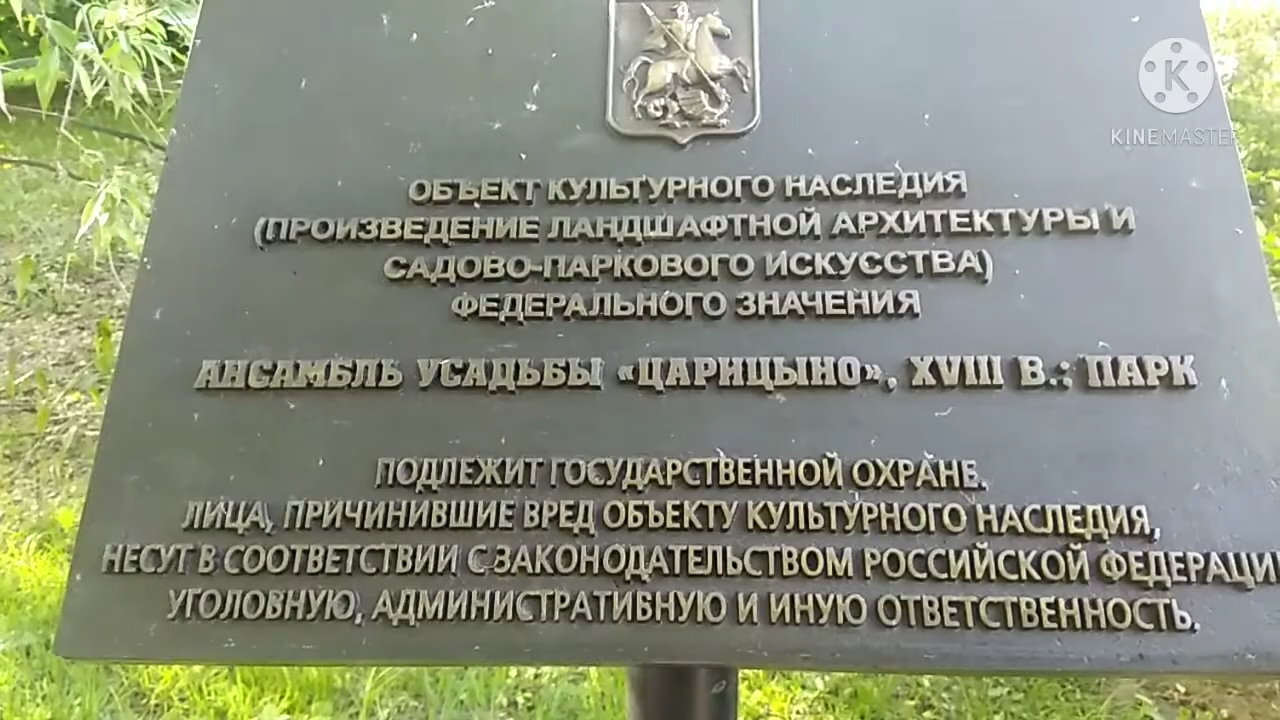 ОБЪЕКТ КУЛЬТУРНОГО НАСЛЕДИЯ
(ПРОИЗВЕДЕНИЕ ЛАНДШАФТНОЙ АРХИТЕКТУРЫ И
САДОВО-ПАРКОВОГО ИСКУССТВА)
ФЕДЕРАЛЬНОГО ЗНАЧЕНИЯ
АНСАМБЛЬ УСАДЬБЫ «ЦАРИЦЫНО», XVIII В.: ПАРК
ПОДЛЕЖИТ ГОСУДАРСТВЕННОЙ ОХРАНЕ.
ЛИЦА, ПРИЧИНИВШИЕ ВРЕД ОБЪЕКТУ КУЛЬТУРНОГО НАСЛЕДИЯ,
НЕСУТ В СООТВЕТСТВИИ С ЗАКОНОДАТЕЛЬСТВОМ РОССИЙСКОЙ ФЕДЕРАЦИИ
УГОЛОВНУЮ, АДМИНИСТРАТИВНУЮ И ИНУЮ ОТВЕТСТВЕННОСТЬ.
K
KINEMASTER